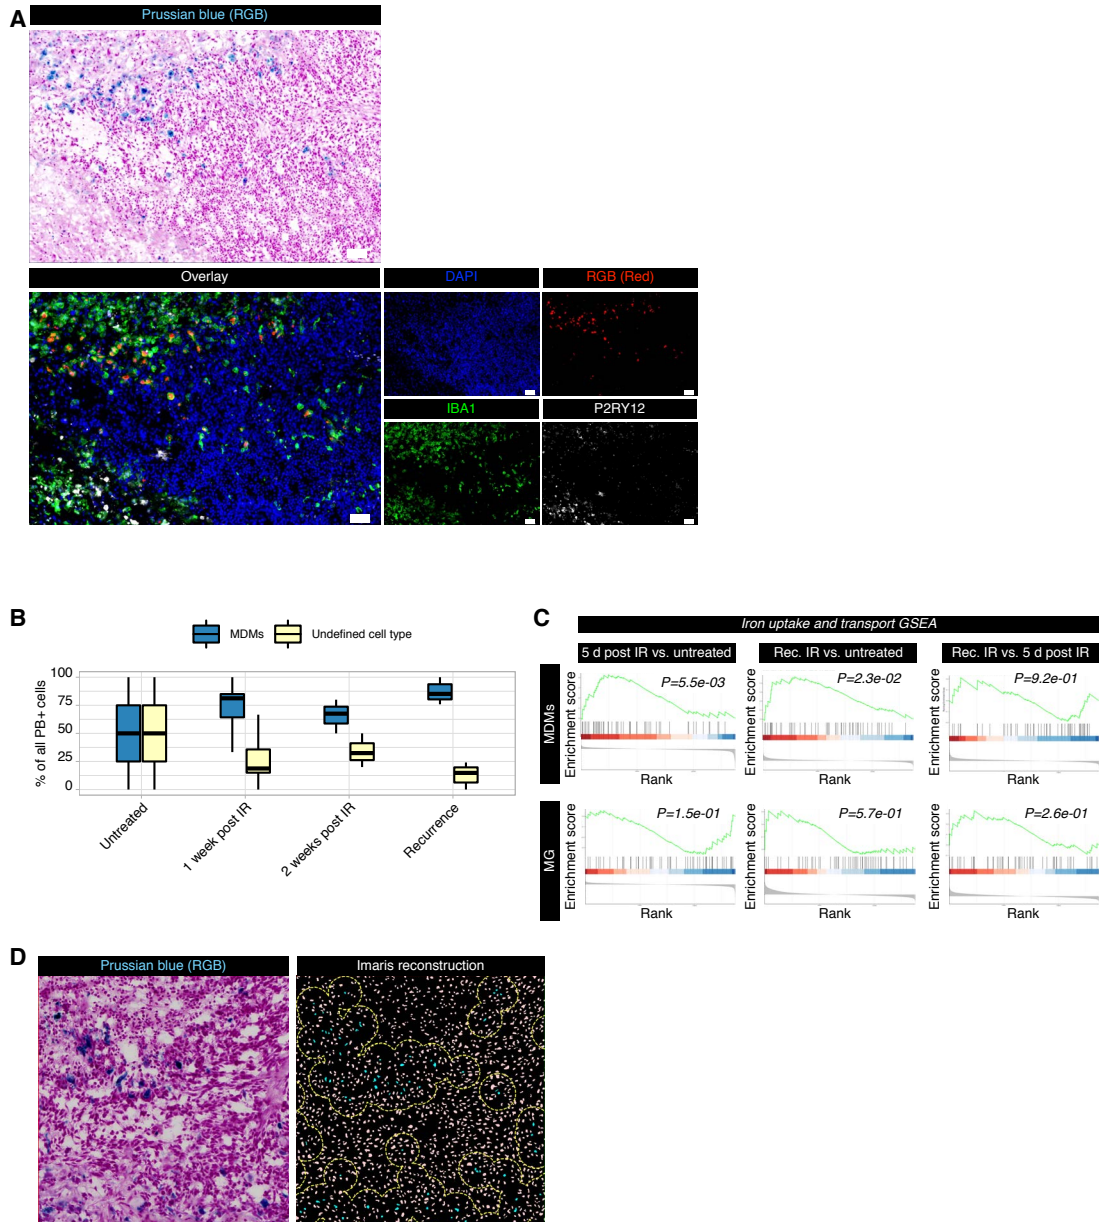 A
Prussian blue (RGB)
Overlay
DAPI
RGB (Red)
IBA1
P2RY12
B
MDMs
Undefined cell type
% of all PB+ cells
100
75
50
25
0
Untreated
1 week post IR
2 weeks post IR
Recurrence
C
Iron uptake and transport GSEA
5 d post IR vs. untreated
Rec. IR vs. untreated
Rec. IR vs. 5 d post IR
MDMs
Enrichment score
P=5.5e-03
Rank
Enrichment score
P=2.3e-02
Rank
Enrichment score
P=9.2e-01
Rank
MG
Enrichment score
P=1.5e-01
Rank
Enrichment score
P=5.7e-01
Rank
Enrichment score
P=2.6e-01
Rank
D
Prussian blue (RGB)
Imaris reconstruction